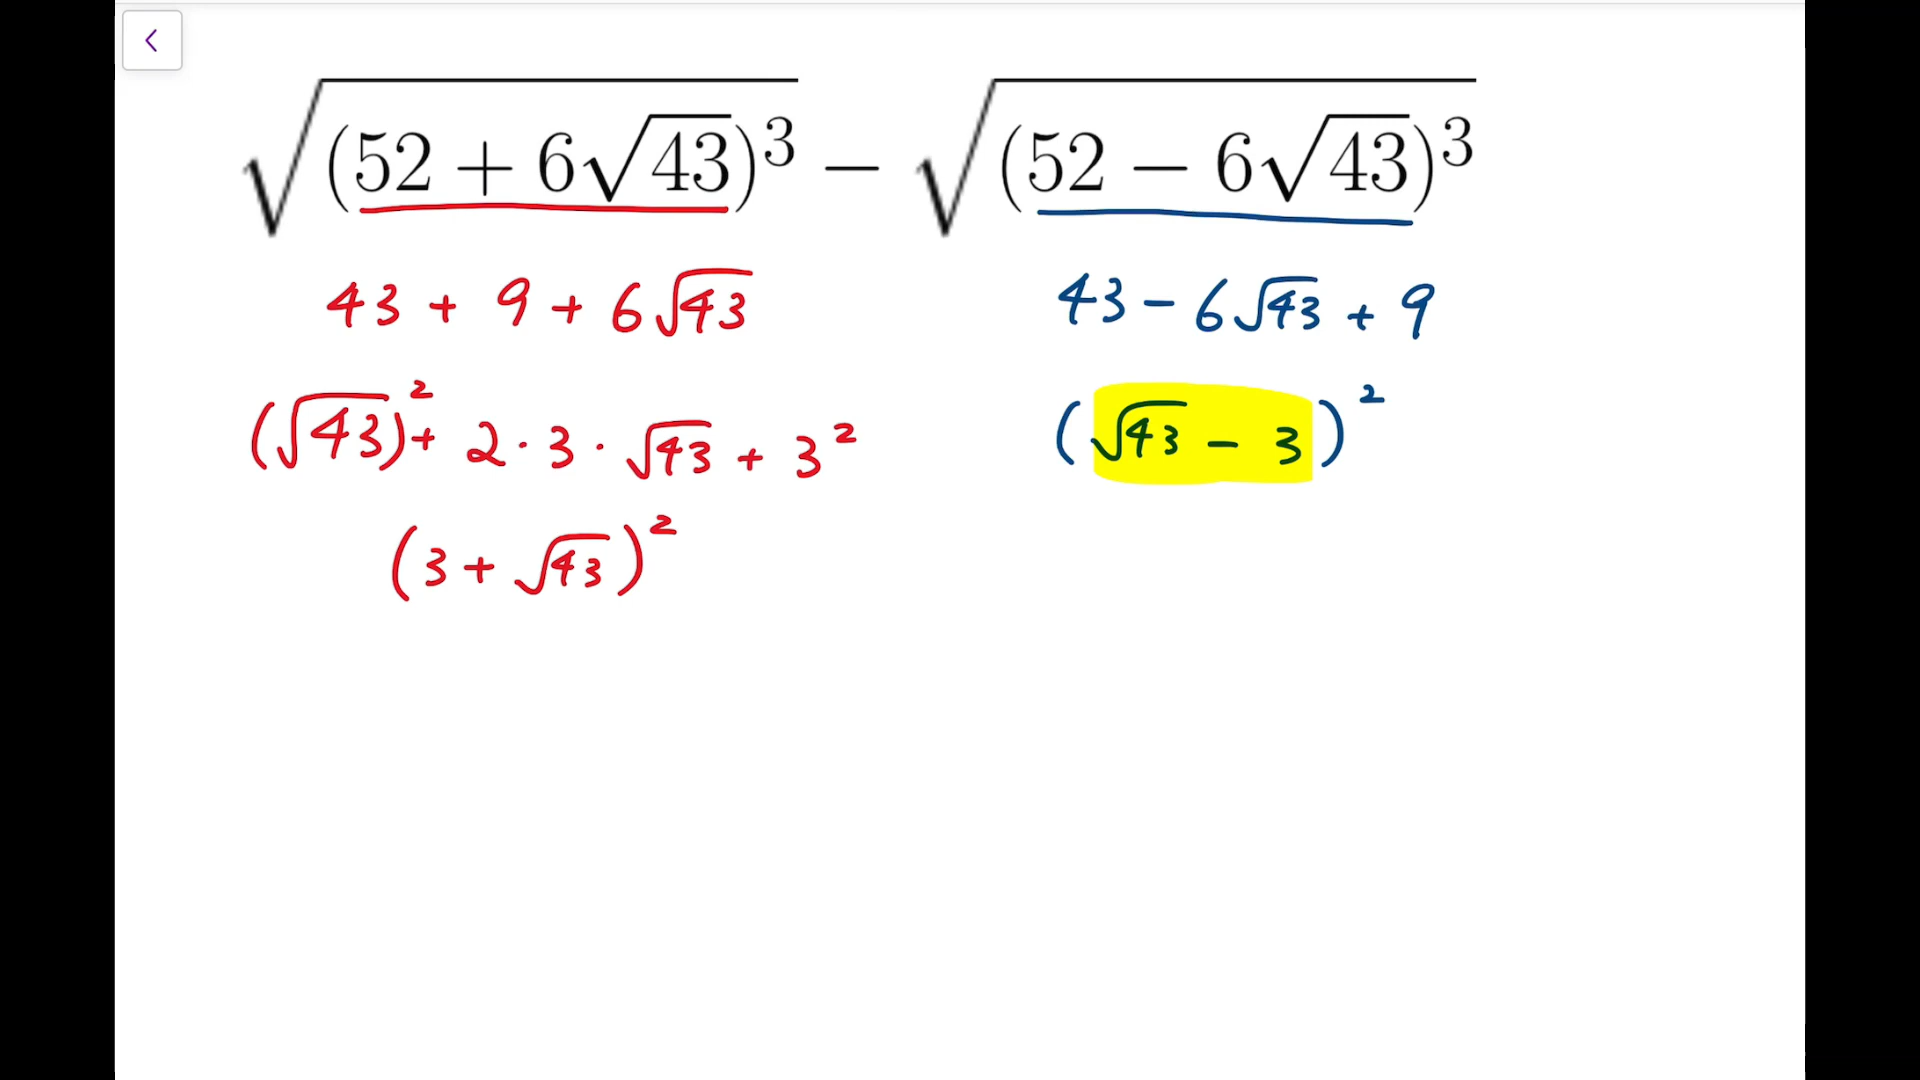 √((52 + 6√43)³) − √((52 − 6√43)³)
43 + 9 + 6√43
43 − 6√43 + 9
(√43)² + 2 · 3 · √43 + 3²
(√43 − 3)²
(3 + √43)²